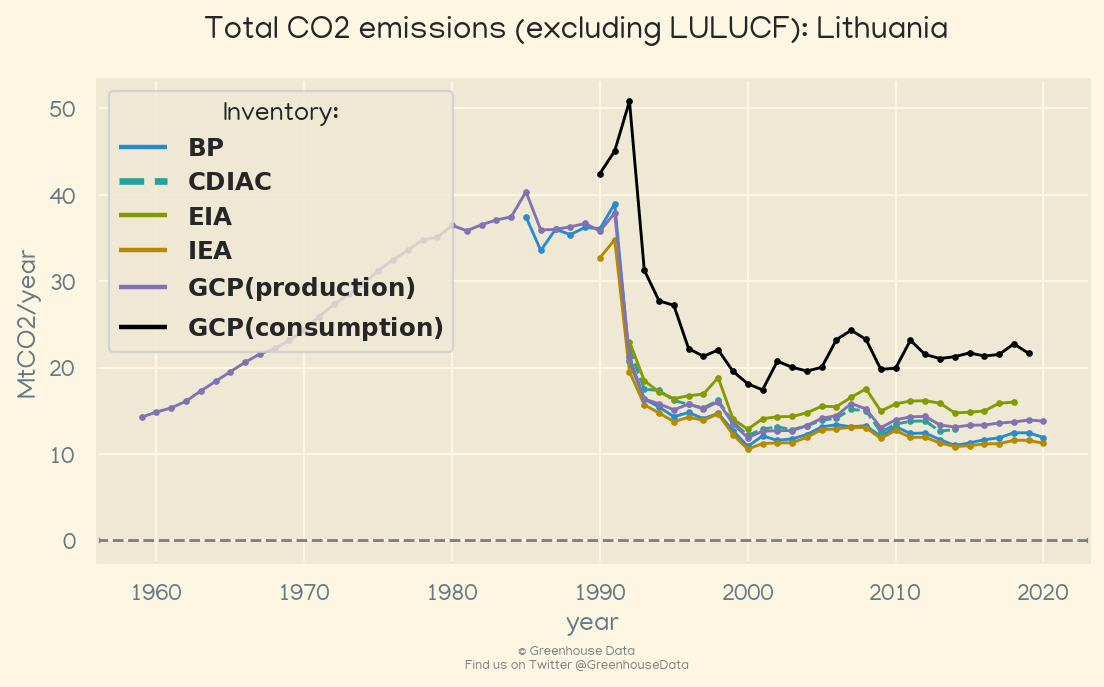 Total CO2 emissions (excluding LULUCF): Lithuania
Inventory:
BP
CDIAC
EIA
IEA
GCP(production)
GCP(consumption)
MtCO2/year
50
40
30
20
10
0
1960 1970 1980 1990 2000 2010 2020
year
© Greenhouse Data
Find us on Twitter @GreenhouseData